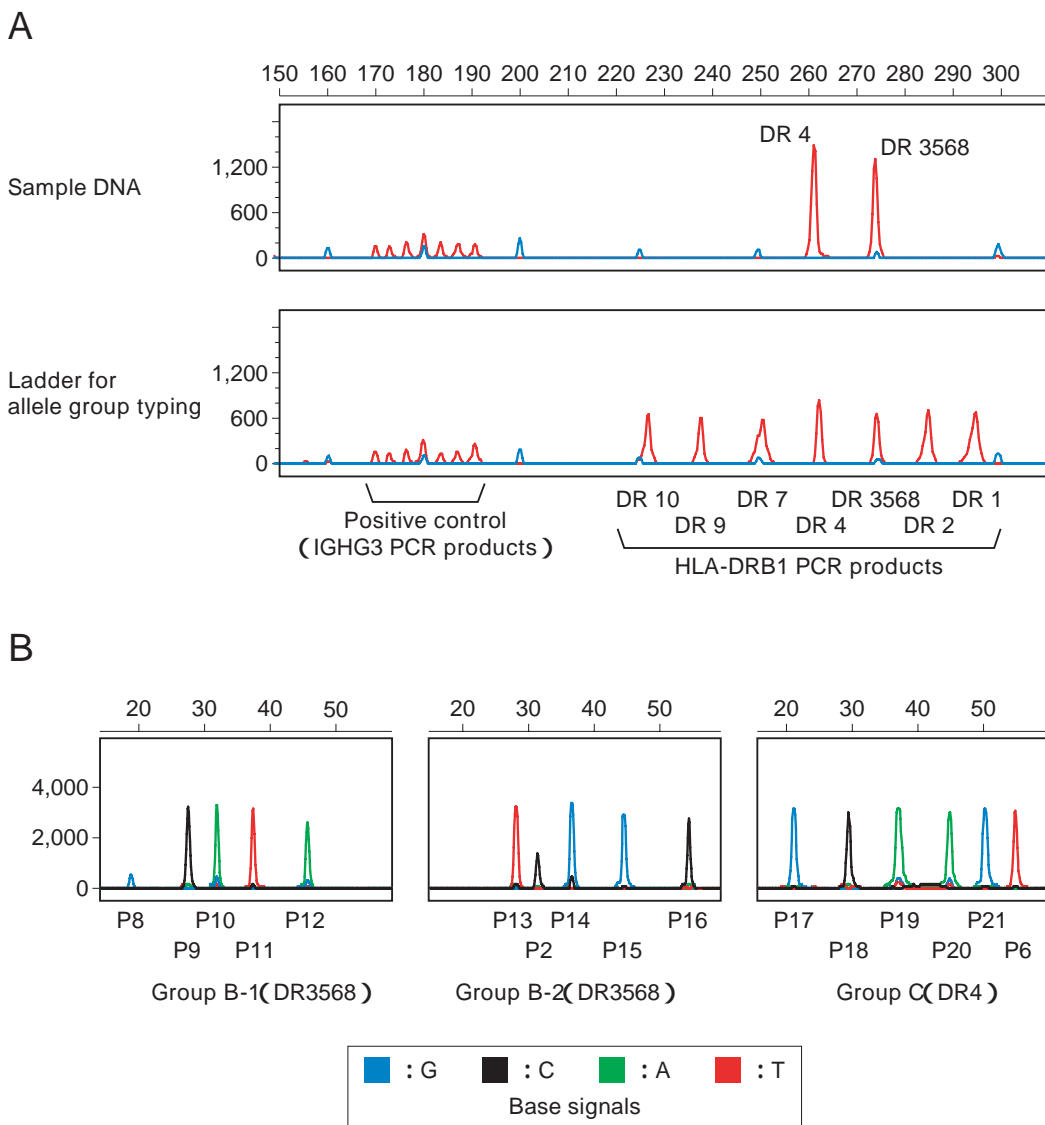 A
150 160 170 180 190 200 220 230 240 250 260 270 280 290 300
DR 4
DR 3568
1,200
600
0
Sample DNA
1,200
600
0
Ladder for
allele group typing
DR 10 DR 7 DR 3568 DR 1
DR 9 DR 4 DR 2
Positive control
(IGHG3 PCR products)
HLA-DRB1 PCR products
B
20 30 40 50 20 30 40 50 20 30 40 50
4,000
2,000
0
P8 P10 P12 P13 P14 P16 P17 P19 P21
P9 P11 P2 P15 P18 P20 P6
Group B-1(DR3568) Group B-2(DR3568) Group C(DR4)
: G : C : A : T
Base signals